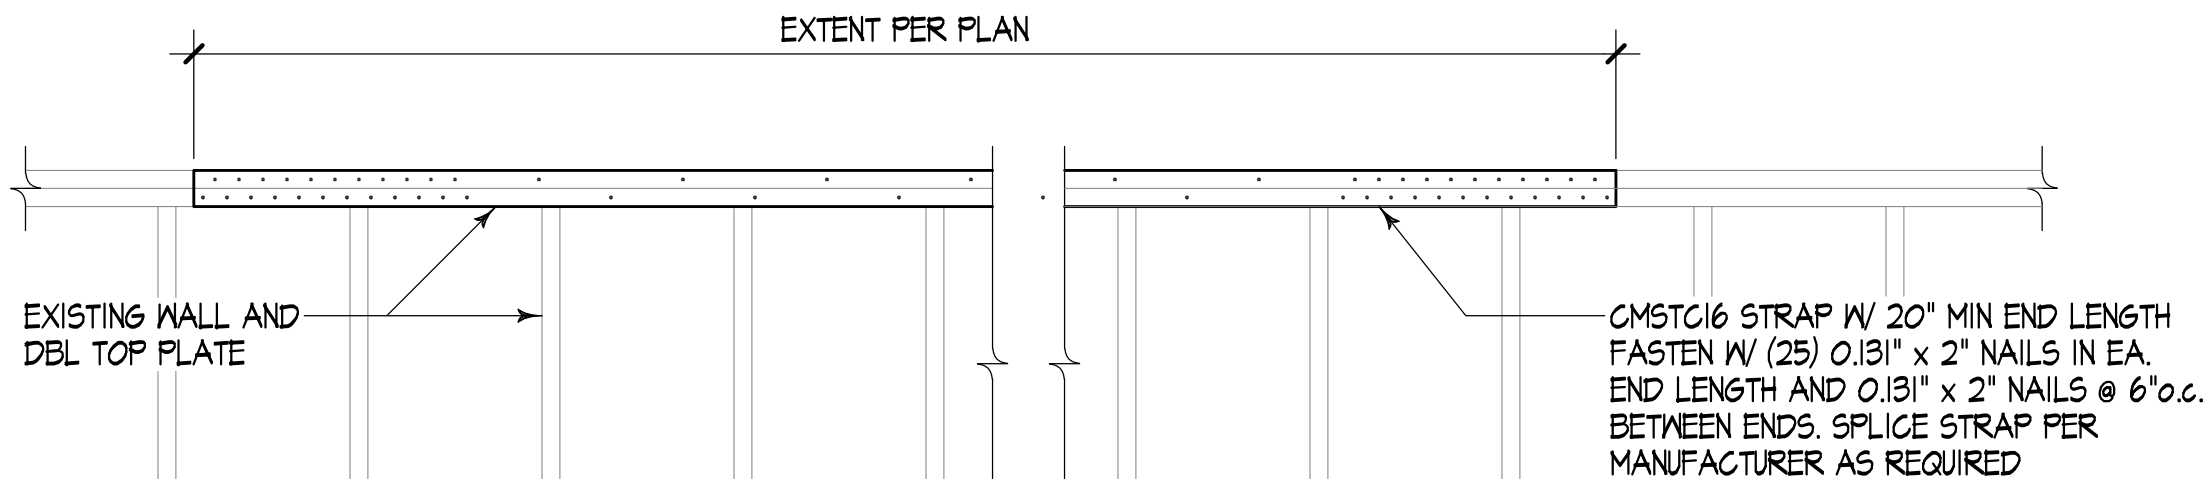 EXTENT PER PLAN
EXISTING WALL AND
DBL TOP PLATE
CMSTC16 STRAP W/ 20" MIN END LENGTH
FASTEN W/ (25) 0.131" x 2" NAILS IN EA.
END LENGTH AND 0.131" x 2" NAILS @ 6"o.c.
BETWEEN ENDS. SPLICE STRAP PER
MANUFACTURER AS REQUIRED